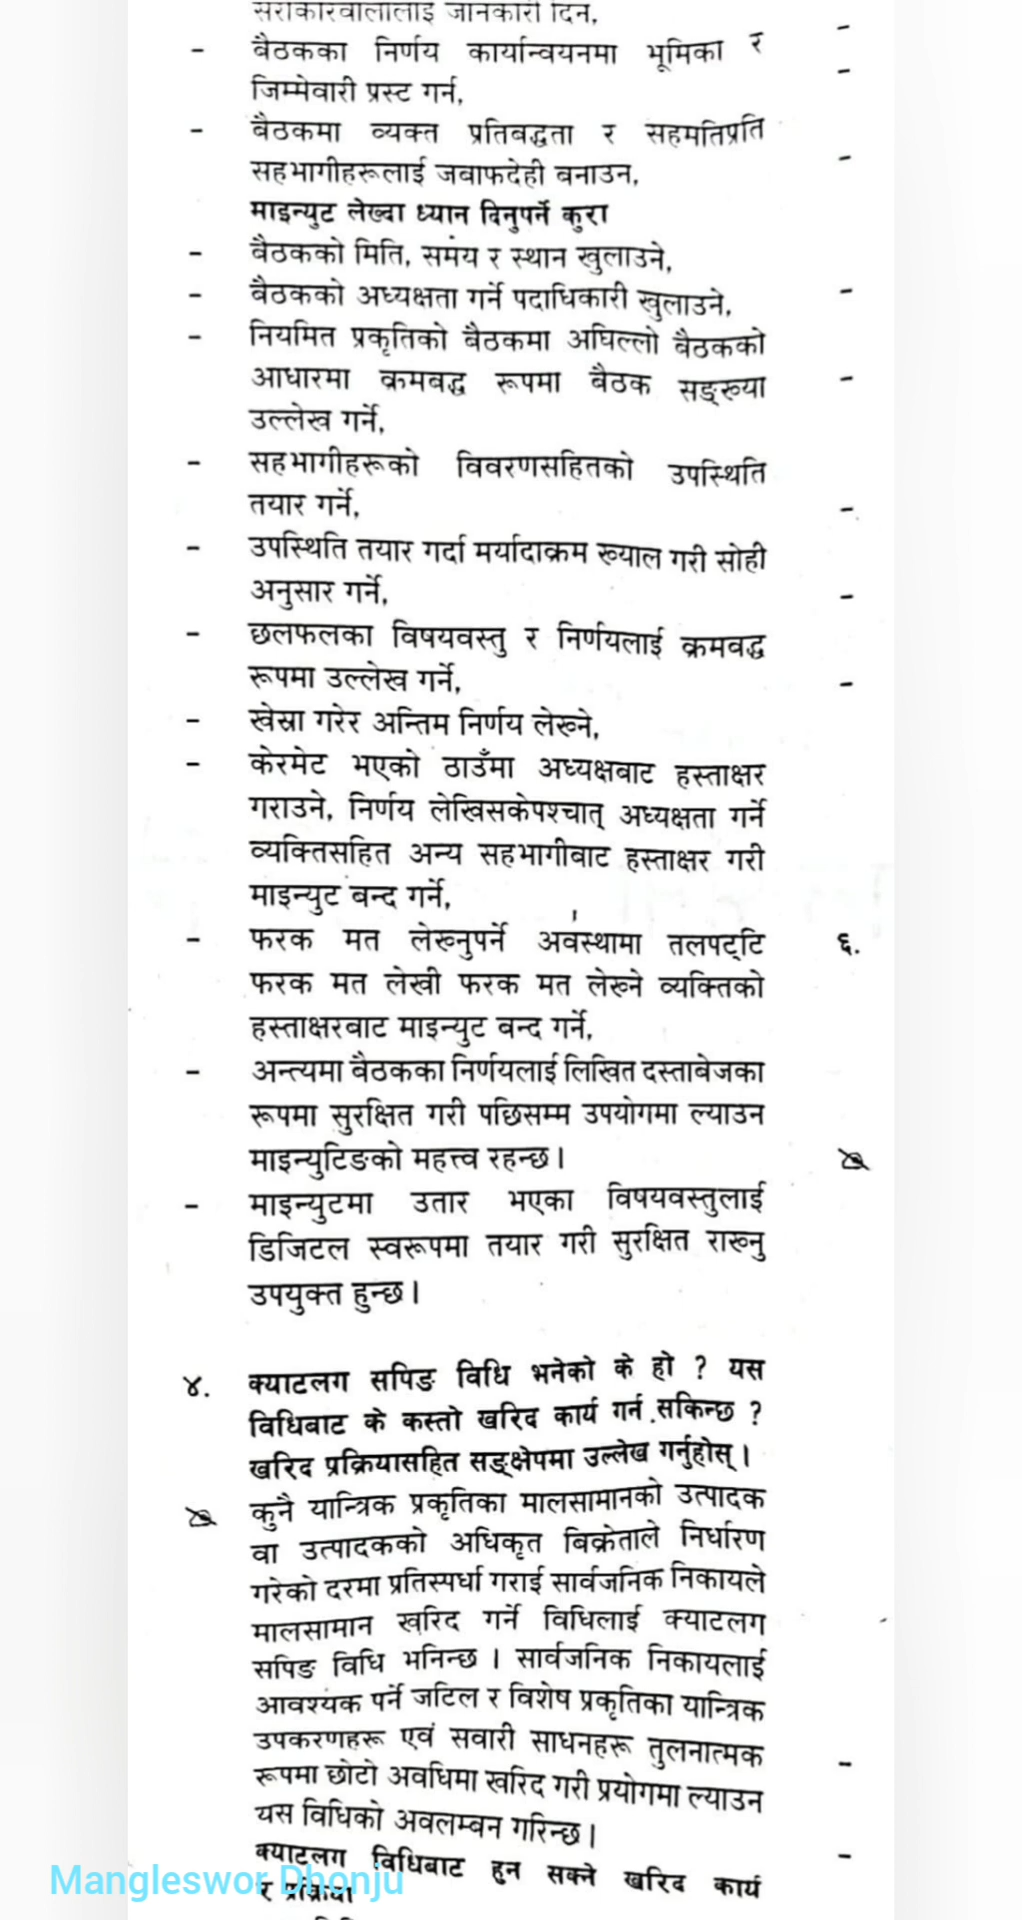 सरोकारवालालाई जानकारी दिन,
- बैठकका निर्णय कार्यान्वयनमा भूमिका र
जिम्मेवारी प्रस्ट गर्न,
- बैठकमा व्यक्त प्रतिबद्धता र सहमतिप्रति
सहभागीहरूलाई जबाफदेही बनाउन,
माइन्युट लेख्दा ध्यान दिनुपर्ने कुरा
- बैठकको मिति, समय र स्थान खुलाउने,
- बैठकको अध्यक्षता गर्ने पदाधिकारी खुलाउने,
- नियमित प्रकृतिको बैठकमा अघिल्लो बैठकको
आधारमा क्रमबद्ध रूपमा बैठक सङ्ख्या
उल्लेख गर्ने,
- सहभागीहरूको विवरणसहितको उपस्थिति
तयार गर्ने,
- उपस्थिति तयार गर्दा मर्यादाक्रम ख्याल गरी सोही
अनुसार गर्ने,
- छलफलका विषयवस्तु र निर्णयलाई क्रमवद्ध
रूपमा उल्लेख गर्ने,
- खेस्रा गरेर अन्तिम निर्णय लेख्ने,
- केरमेट भएको ठाउँमा अध्यक्षबाट हस्ताक्षर
गराउने, निर्णय लेखिसकेपश्चात् अध्यक्षता गर्ने
व्यक्तिसहित अन्य सहभागीबाट हस्ताक्षर गरी
माइन्युट बन्द गर्ने,
- फरक मत लेख्नुपर्ने अवस्थामा तलपट्टि
फरक मत लेखी फरक मत लेख्ने व्यक्तिको
हस्ताक्षरबाट माइन्युट बन्द गर्ने,
- अन्त्यमा बैठकका निर्णयलाई लिखित दस्ताबेजका
रूपमा सुरक्षित गरी पछिसम्म उपयोगमा ल्याउन
माइन्युटिङको महत्त्व रहन्छ।
- माइन्युटमा उतार भएका विषयवस्तुलाई
डिजिटल स्वरूपमा तयार गरी सुरक्षित राख्नु
उपयुक्त हुन्छ।
४. क्याटलग सपिङ विधि भनेको के हो ? यस
विधिबाट के कस्तो खरिद कार्य गर्न सकिन्छ ?
खरिद प्रक्रियासहित सङ्क्षेपमा उल्लेख गर्नुहोस्।
कुनै यान्त्रिक प्रकृतिका मालसामानको उत्पादक
वा उत्पादकको अधिकृत बिक्रेताले निर्धारण
गरेको दरमा प्रतिस्पर्धा गराई सार्वजनिक निकायले
मालसामान खरिद गर्ने विधिलाई क्याटलग
सपिङ विधि भनिन्छ। सार्वजनिक निकायलाई
आवश्यक पर्ने जटिल र विशेष प्रकृतिका यान्त्रिक
उपकरणहरू एवं सवारी साधनहरू तुलनात्मक
रूपमा छोटो अवधिमा खरिद गरी प्रयोगमा ल्याउन
यस विधिको अवलम्बन गरिन्छ।
क्याटलग विधिबाट हुन सक्ने खरिद कार्य
र प्रक्रिया
Mangleswor Dhonju
६.